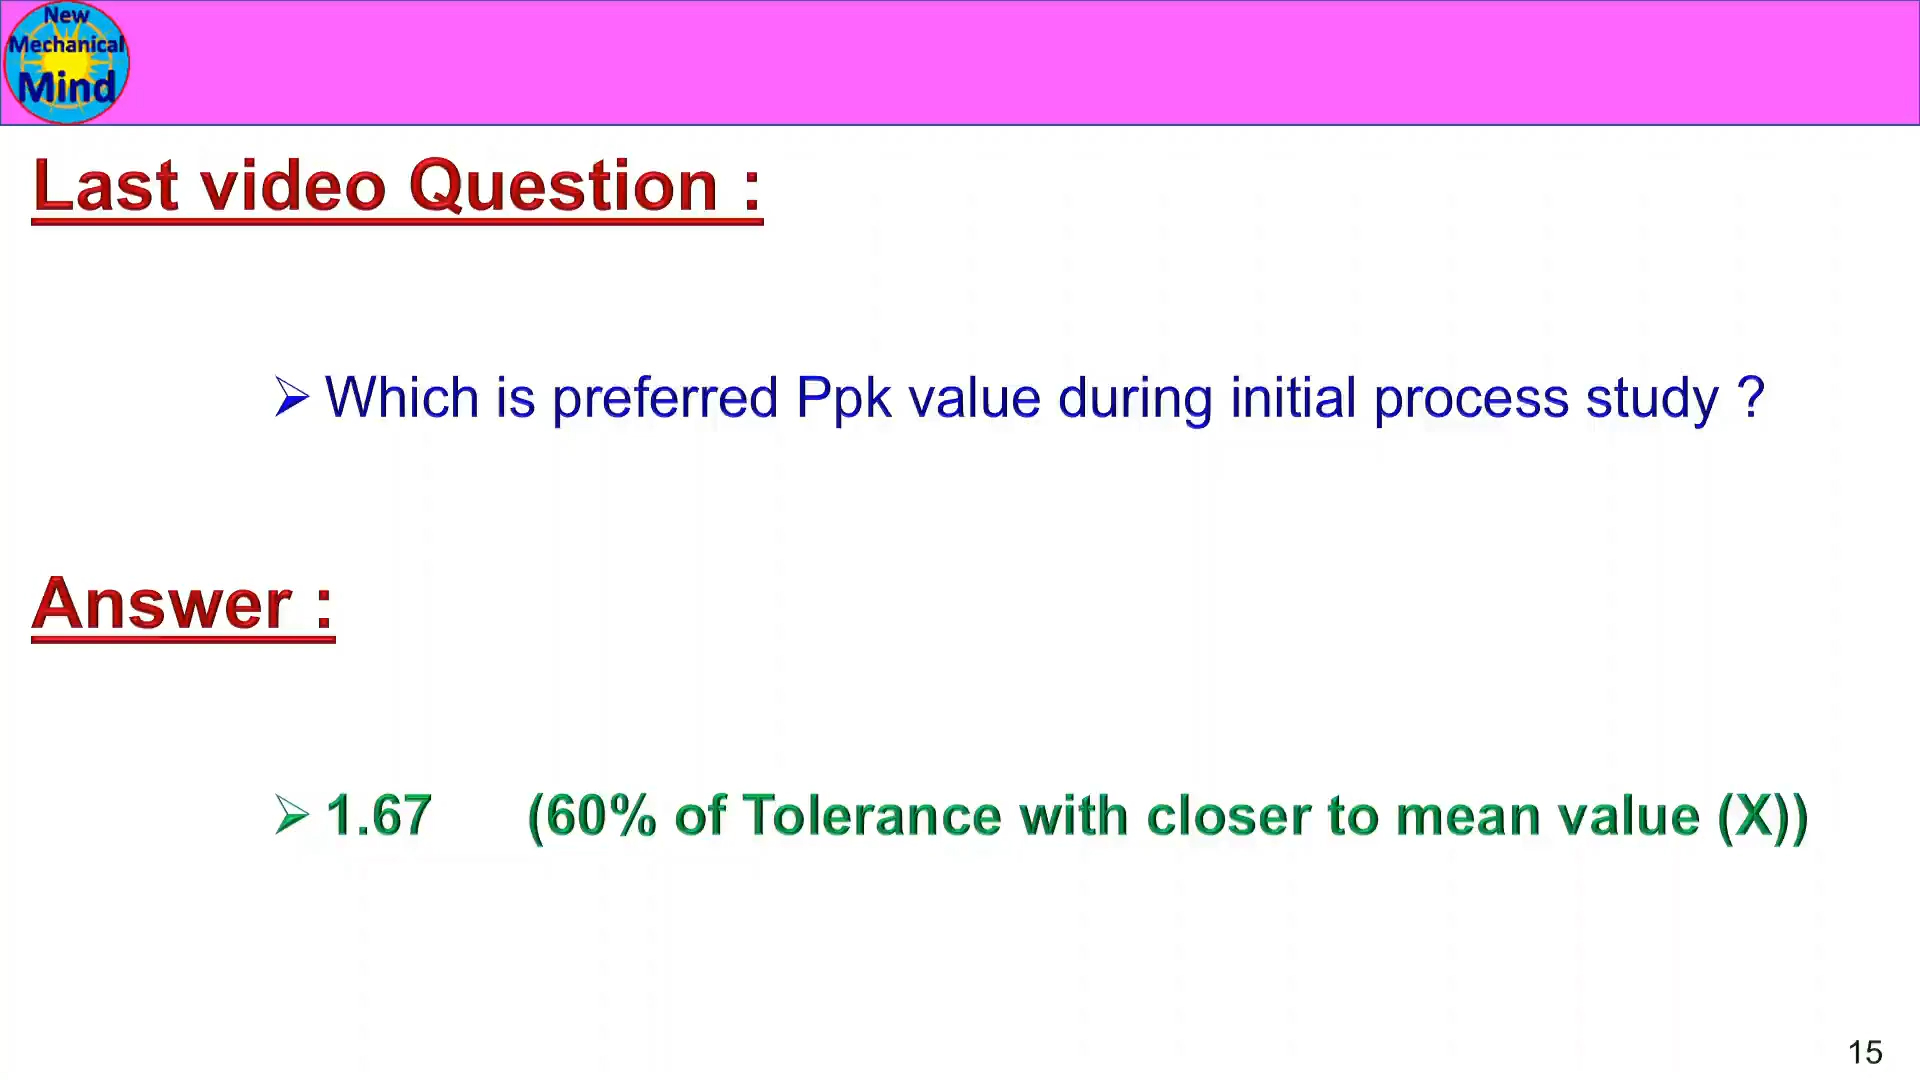 New
Mechanical
Mind
Last video Question :
➢ Which is preferred Ppk value during initial process study ?
Answer :
➢ 1.67 (60% of Tolerance with closer to mean value (X))
15